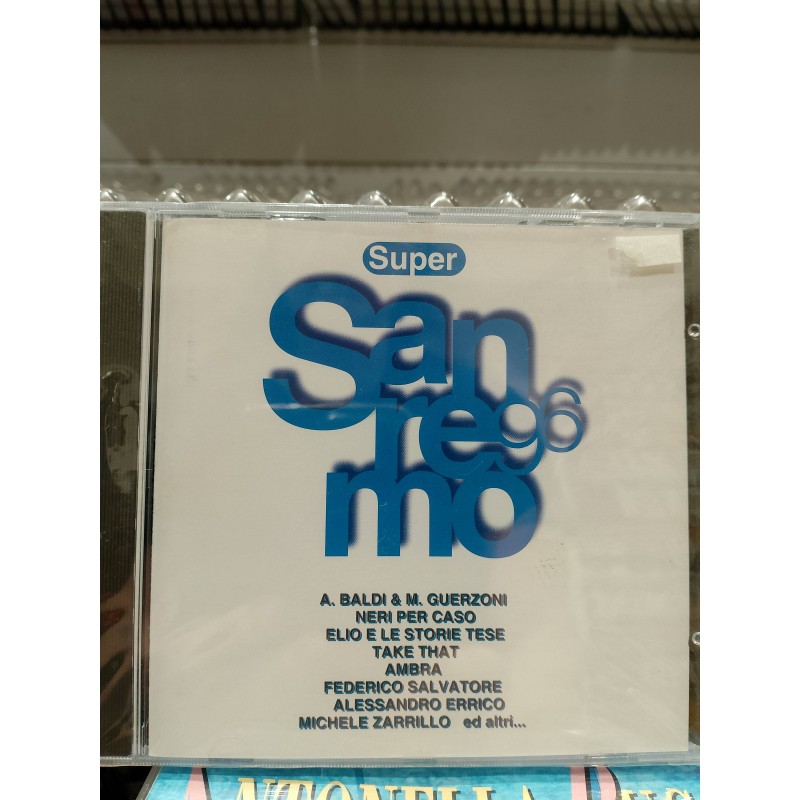 Super
San
re96
mo
A. BALDI & M. GUERZONI
NERI PER CASO
ELIO E LE STORIE TESE
TAKE THAT
AMBRA
FEDERICO SALVATORE
ALESSANDRO ERRICO
MICHELE ZARRILLO ed altri...
ANTONELLA